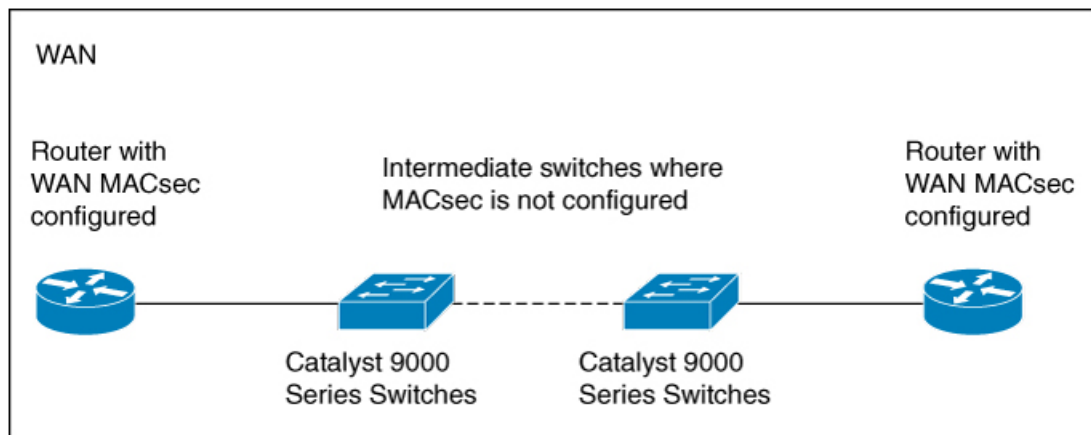 WAN
Router with
WAN MACsec
configured
Intermediate switches where
MACsec is not configured
Router with
WAN MACsec
configured
Catalyst 9000
Series Switches
Catalyst 9000
Series Switches